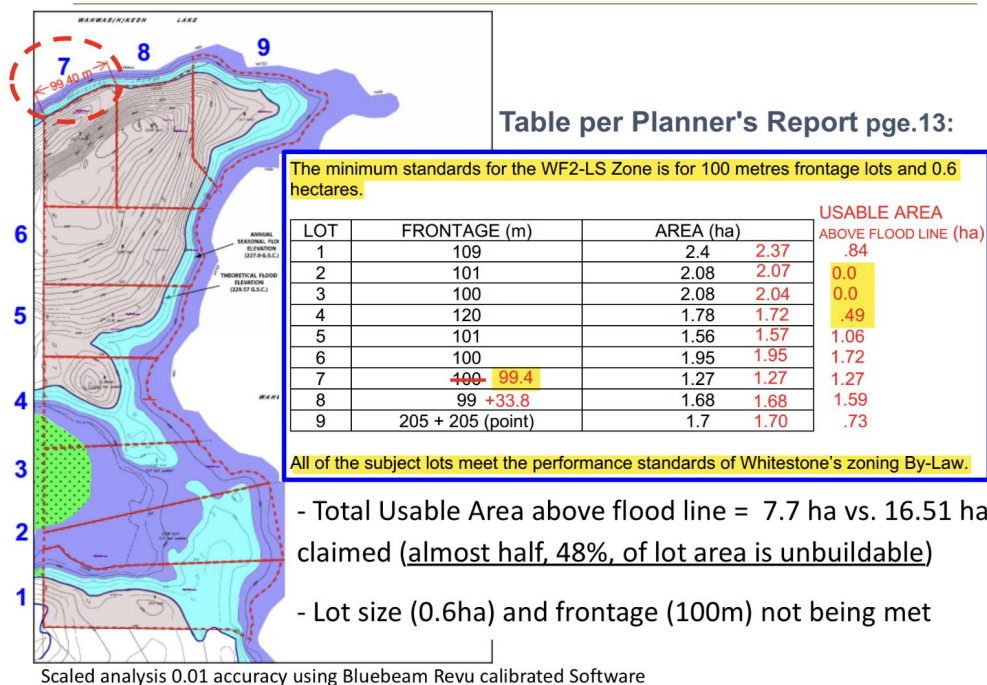 WAHWAS(H)KESH LAKE
7
8
9
99.40 m
6
5
4
3
2
1
ANNUAL
SEASONAL FLO
ELEVATION
(227.8 G.S.C.)
THEORETICAL FLOOD
ELEVATION
(229.57 G.S.C.)
WAHW
Table per Planner's Report pge.13:
The minimum standards for the WF2-LS Zone is for 100 metres frontage lots and 0.6
hectares.
USABLE AREA
ABOVE FLOOD LINE (ha)
LOT FRONTAGE (m) AREA (ha)
1 109 2.4 2.37 .84
2 101 2.08 2.07 0.0
3 100 2.08 2.04 0.0
4 120 1.78 1.72 .49
5 101 1.56 1.57 1.06
6 100 1.95 1.95 1.72
7 100 99.4 1.27 1.27 1.27
8 99 +33.8 1.68 1.68 1.59
9 205 + 205 (point) 1.7 1.70 .73
All of the subject lots meet the performance standards of Whitestone's zoning By-Law.
- Total Usable Area above flood line = 7.7 ha vs. 16.51 ha
claimed (almost half, 48%, of lot area is unbuildable)
- Lot size (0.6ha) and frontage (100m) not being met
Scaled analysis 0.01 accuracy using Bluebeam Revu calibrated Software